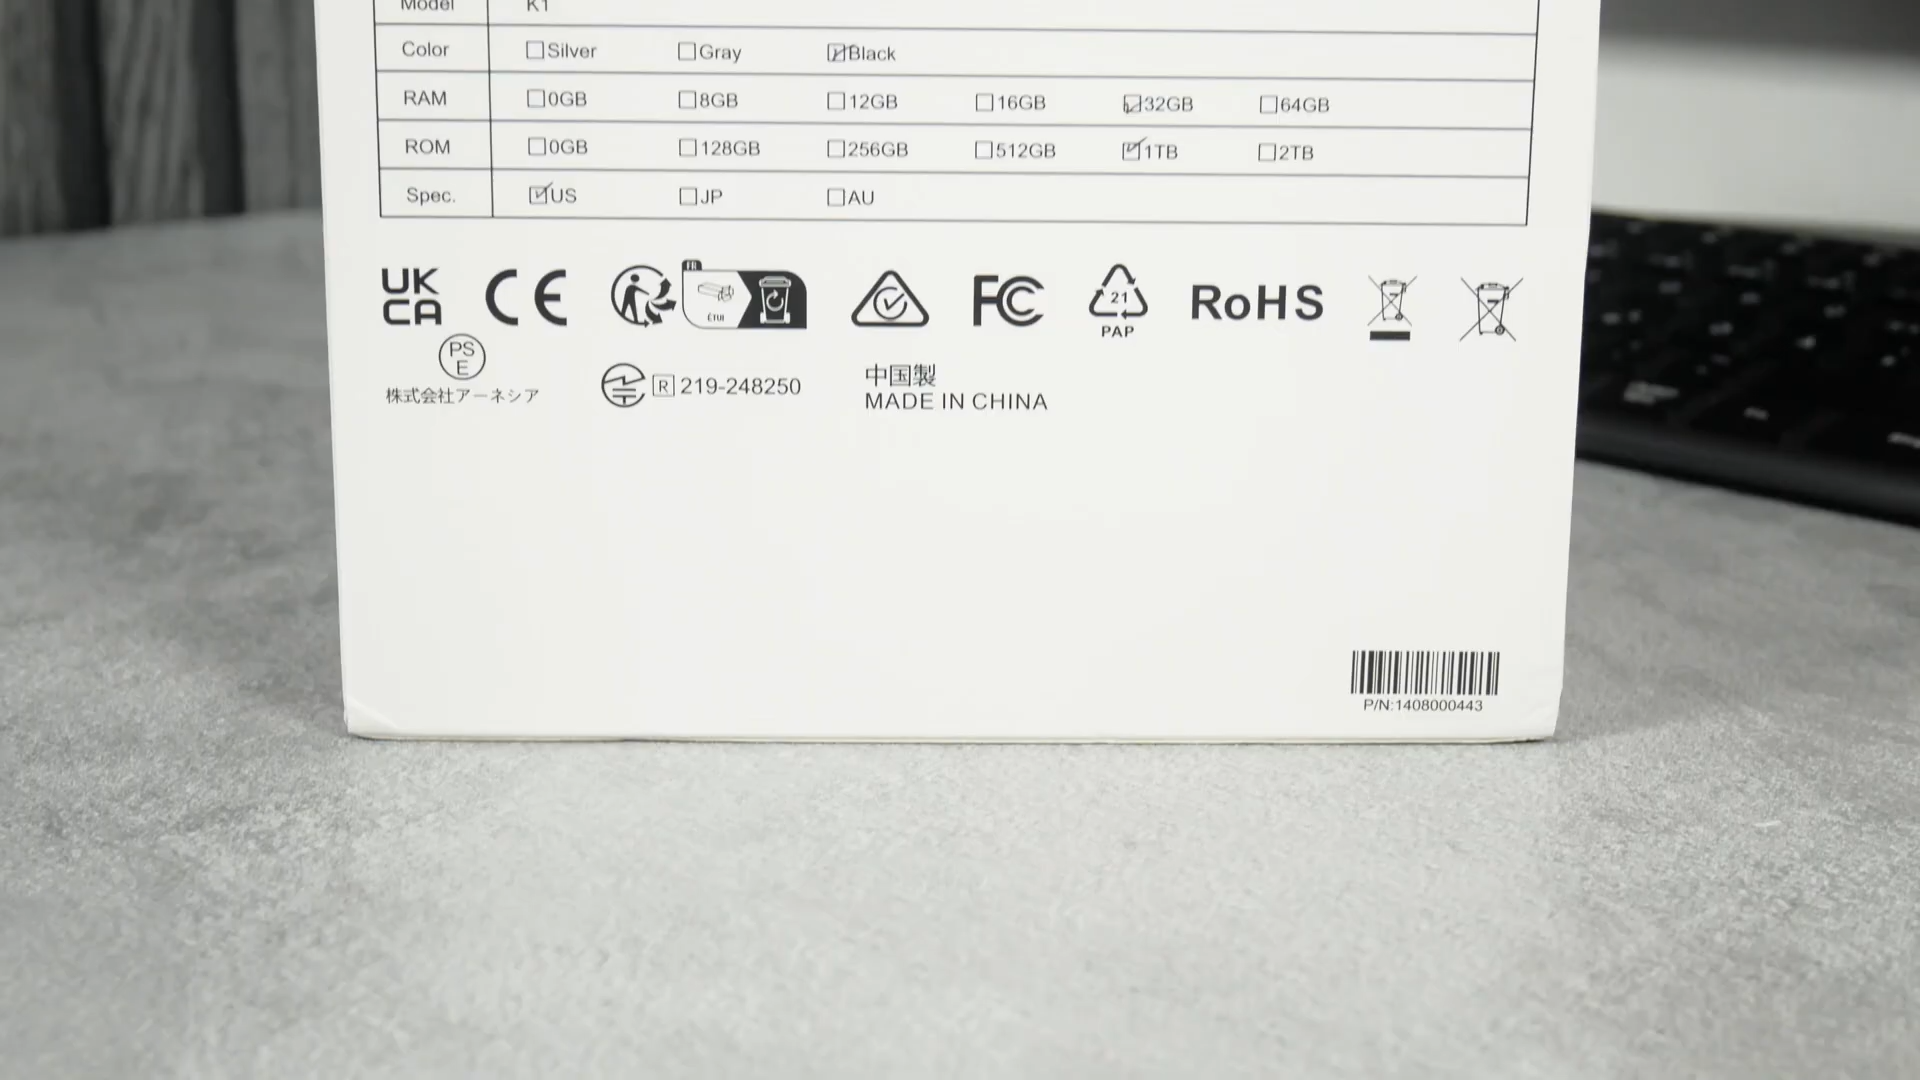 Model K1
Color ☐Silver ☐Gray ☑Black
RAM ☐0GB ☐8GB ☐12GB ☐16GB ☑32GB ☐64GB
ROM ☐0GB ☐128GB ☐256GB ☐512GB ☑1TB ☐2TB
Spec. ☑US ☐JP ☐AU
UK
CA
CE
FR
ÉTUI
FC
21
PAP
RoHS
PS
E
株式会社アーネシア
R 219-248250
中国製
MADE IN CHINA
P/N:1408000443